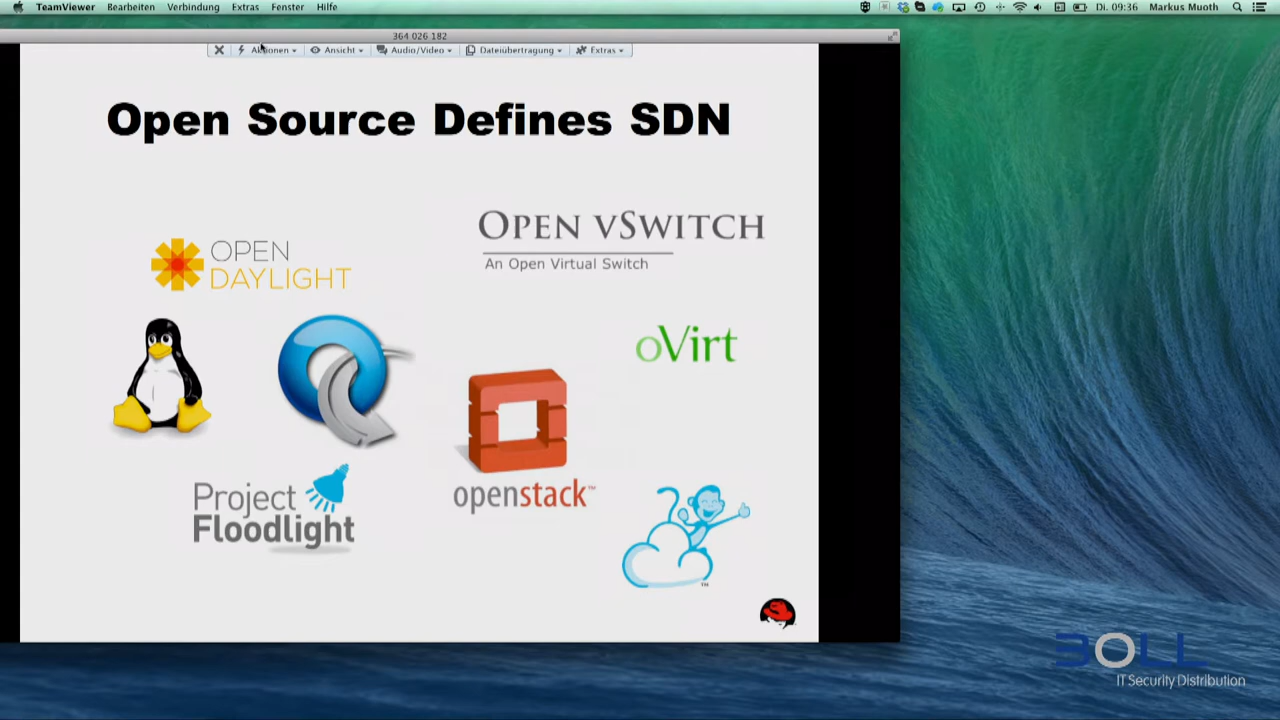 TeamViewer Bearbeiten Verbindung Extras Fenster Hilfe Di. 09:36 Markus Muoth
364 026 182
Aktionen Ansicht Audio/Video Dateiübertragung Extras
Open Source Defines SDN
OPEN VSWITCH
An Open Virtual Switch
OPEN
DAYLIGHT
oVirt
openstack™
Project
Floodlight
TM
BOLL
IT Security Distribution